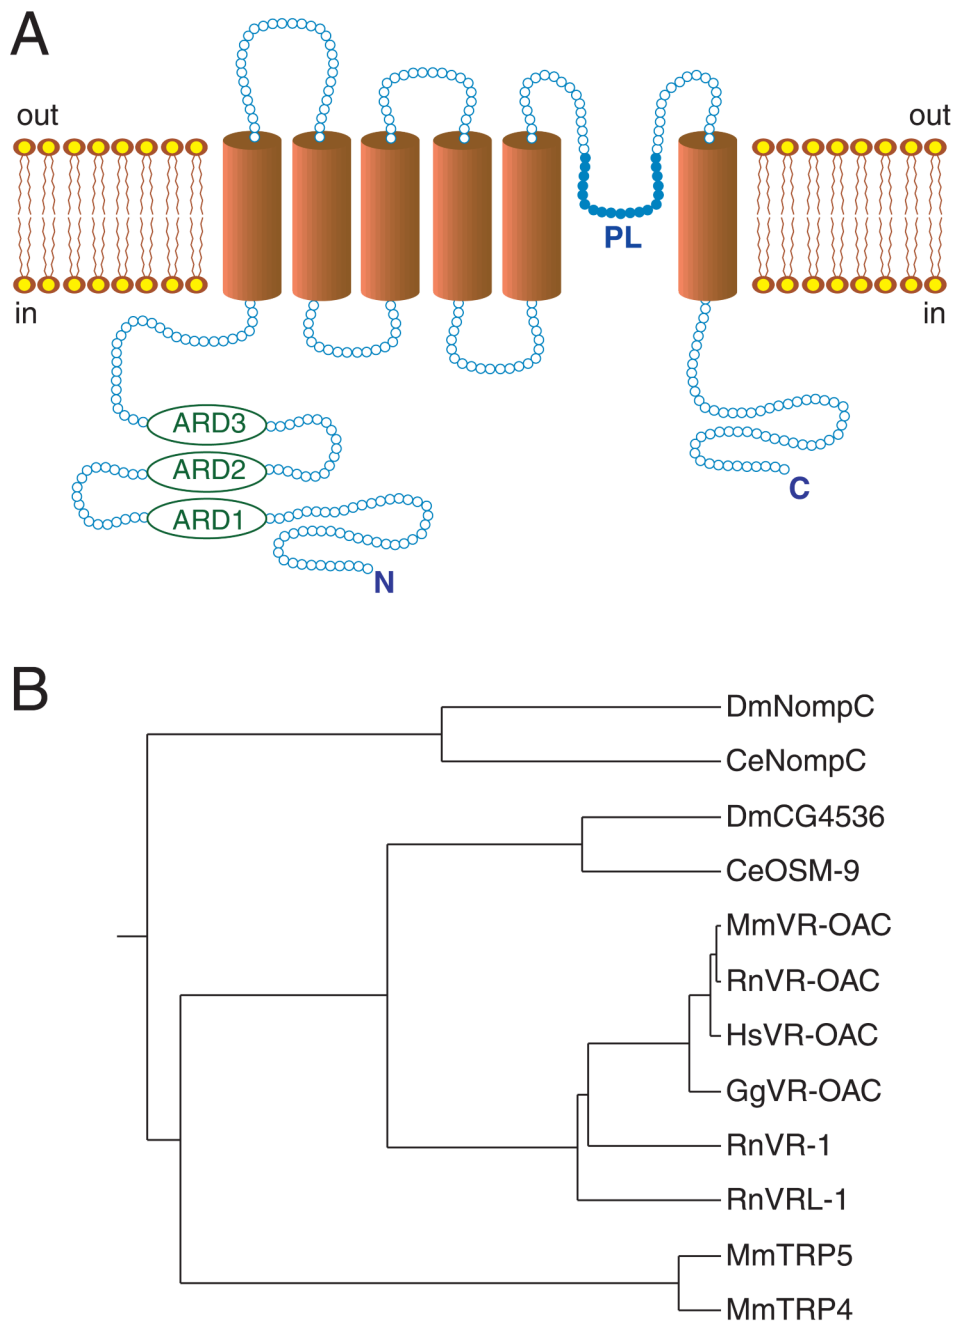 A
out
out
PL
in
in
ARD3
ARD2
C
ARD1
N
B
DmNompC
CeNompC
DmCG4536
CeOSM-9
MmVR-OAC
RnVR-OAC
HsVR-OAC
GgVR-OAC
RnVR-1
RnVRL-1
MmTRP5
MmTRP4